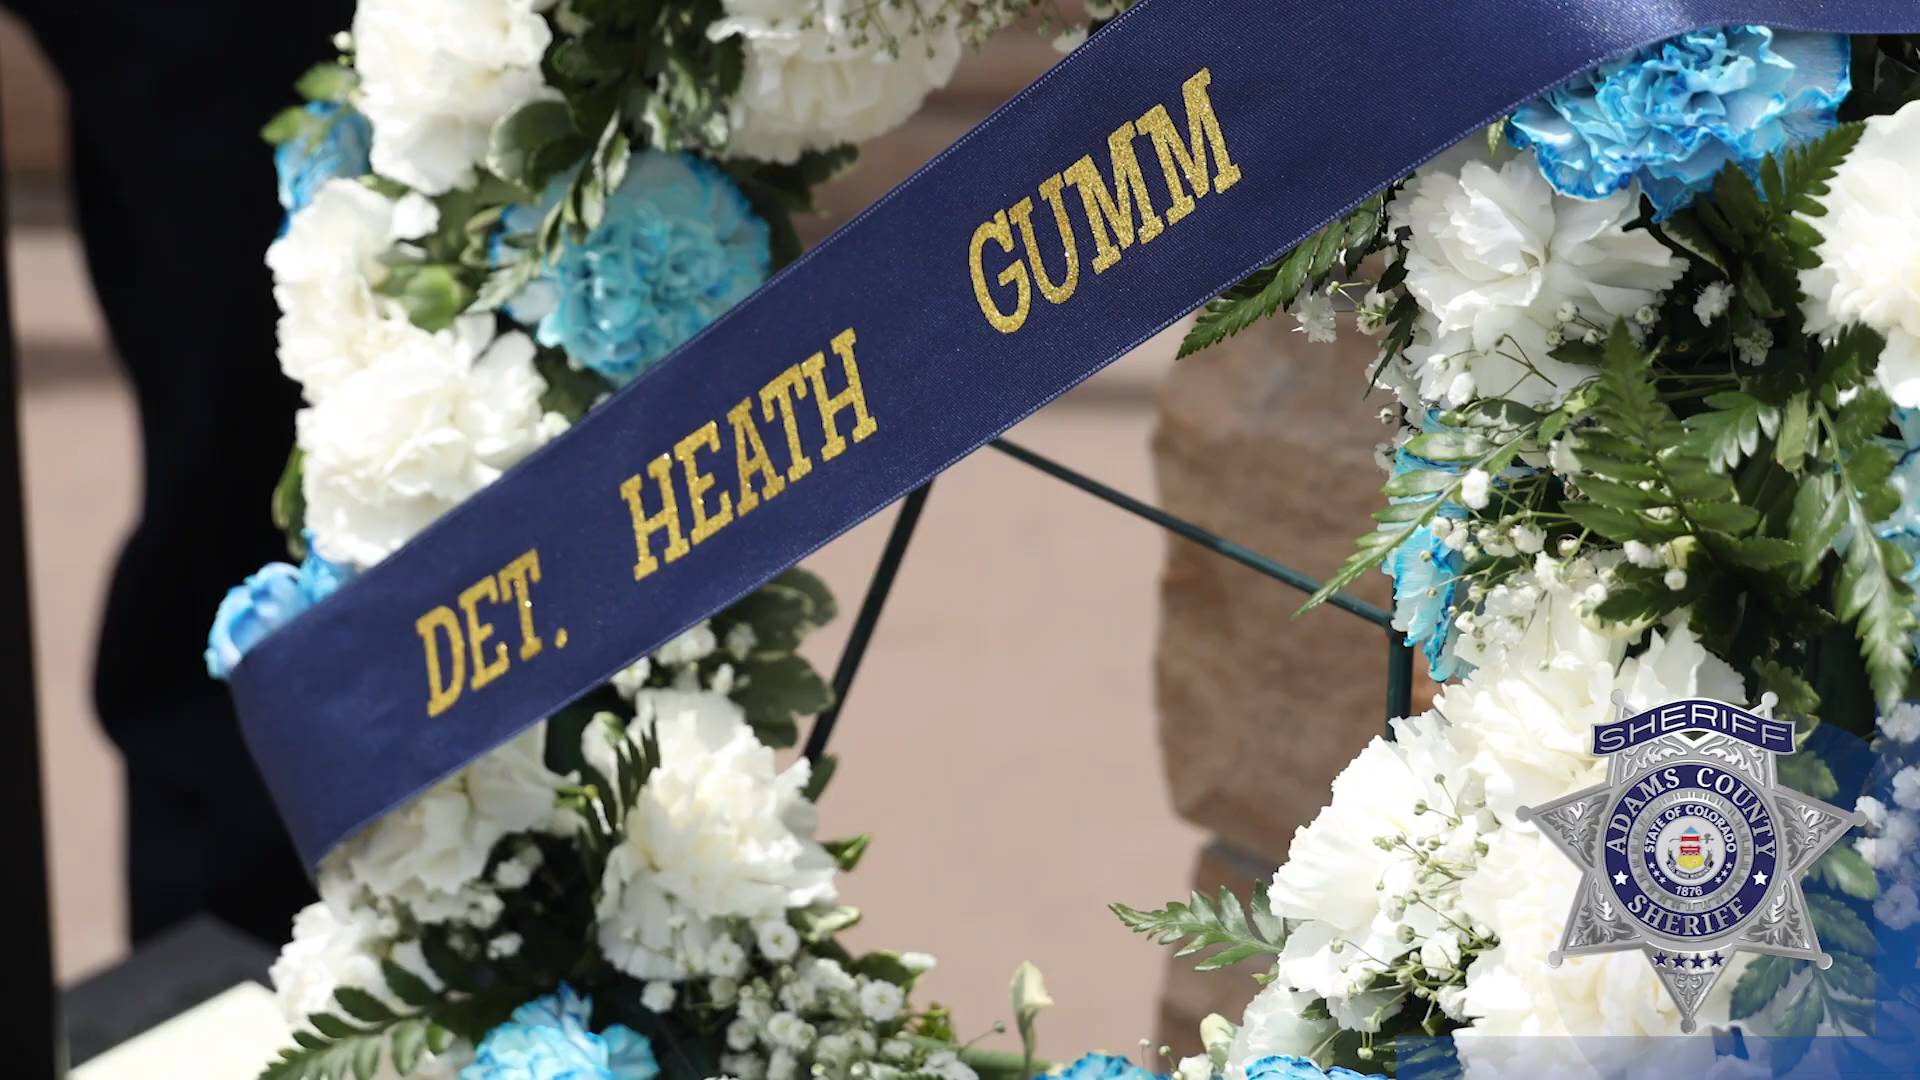 DET. HEATH GUMM
SHERIFF
ADAMS COUNTY
STATE OF COLORADO
1876
SHERIFF